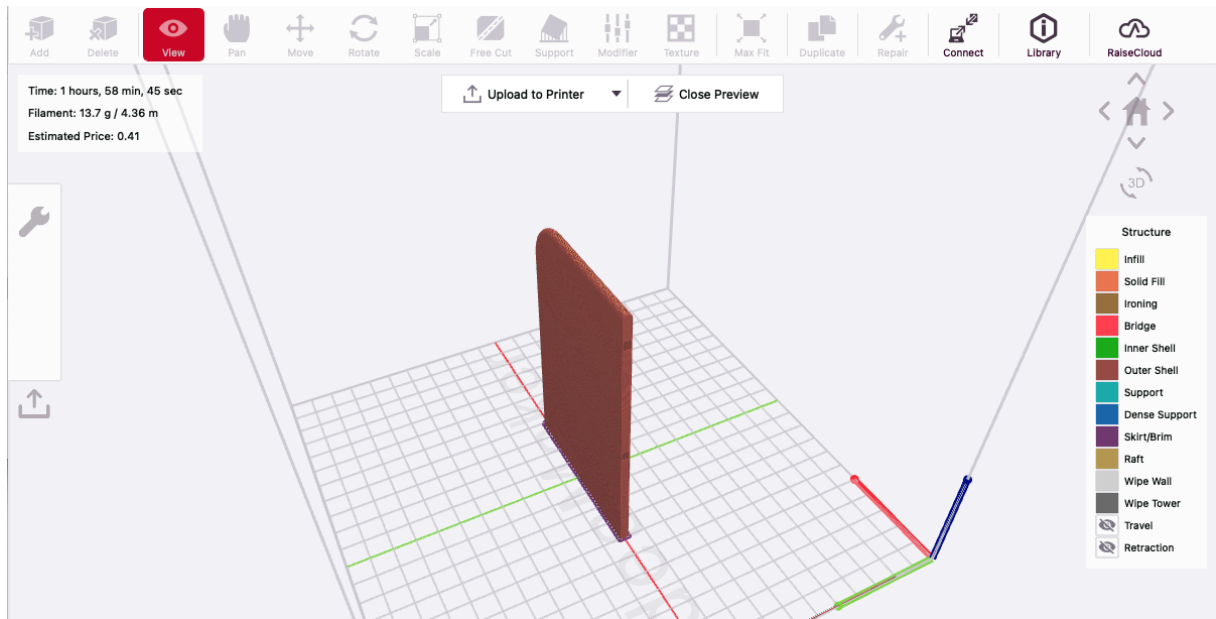 Add Delete View Pan Move Rotate Scale Free Cut Support Modifier Texture Max Fit Duplicate Repair Connect Library RaiseCloud
Time: 1 hours, 58 min, 45 sec
Filament: 13.7 g / 4.36 m
Estimated Price: 0.41
Upload to Printer Close Preview
3D
Structure
Infill
Solid Fill
Ironing
Bridge
Inner Shell
Outer Shell
Support
Dense Support
Skirt/Brim
Raft
Wipe Wall
Wipe Tower
Travel
Retraction